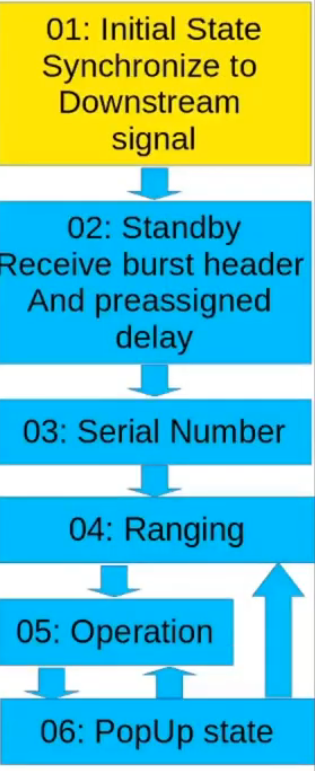 01: Initial State
Synchronize to
Downstream
signal
02: Standby
Receive burst header
And preassigned
delay
03: Serial Number
04: Ranging
05: Operation
06: PopUp state